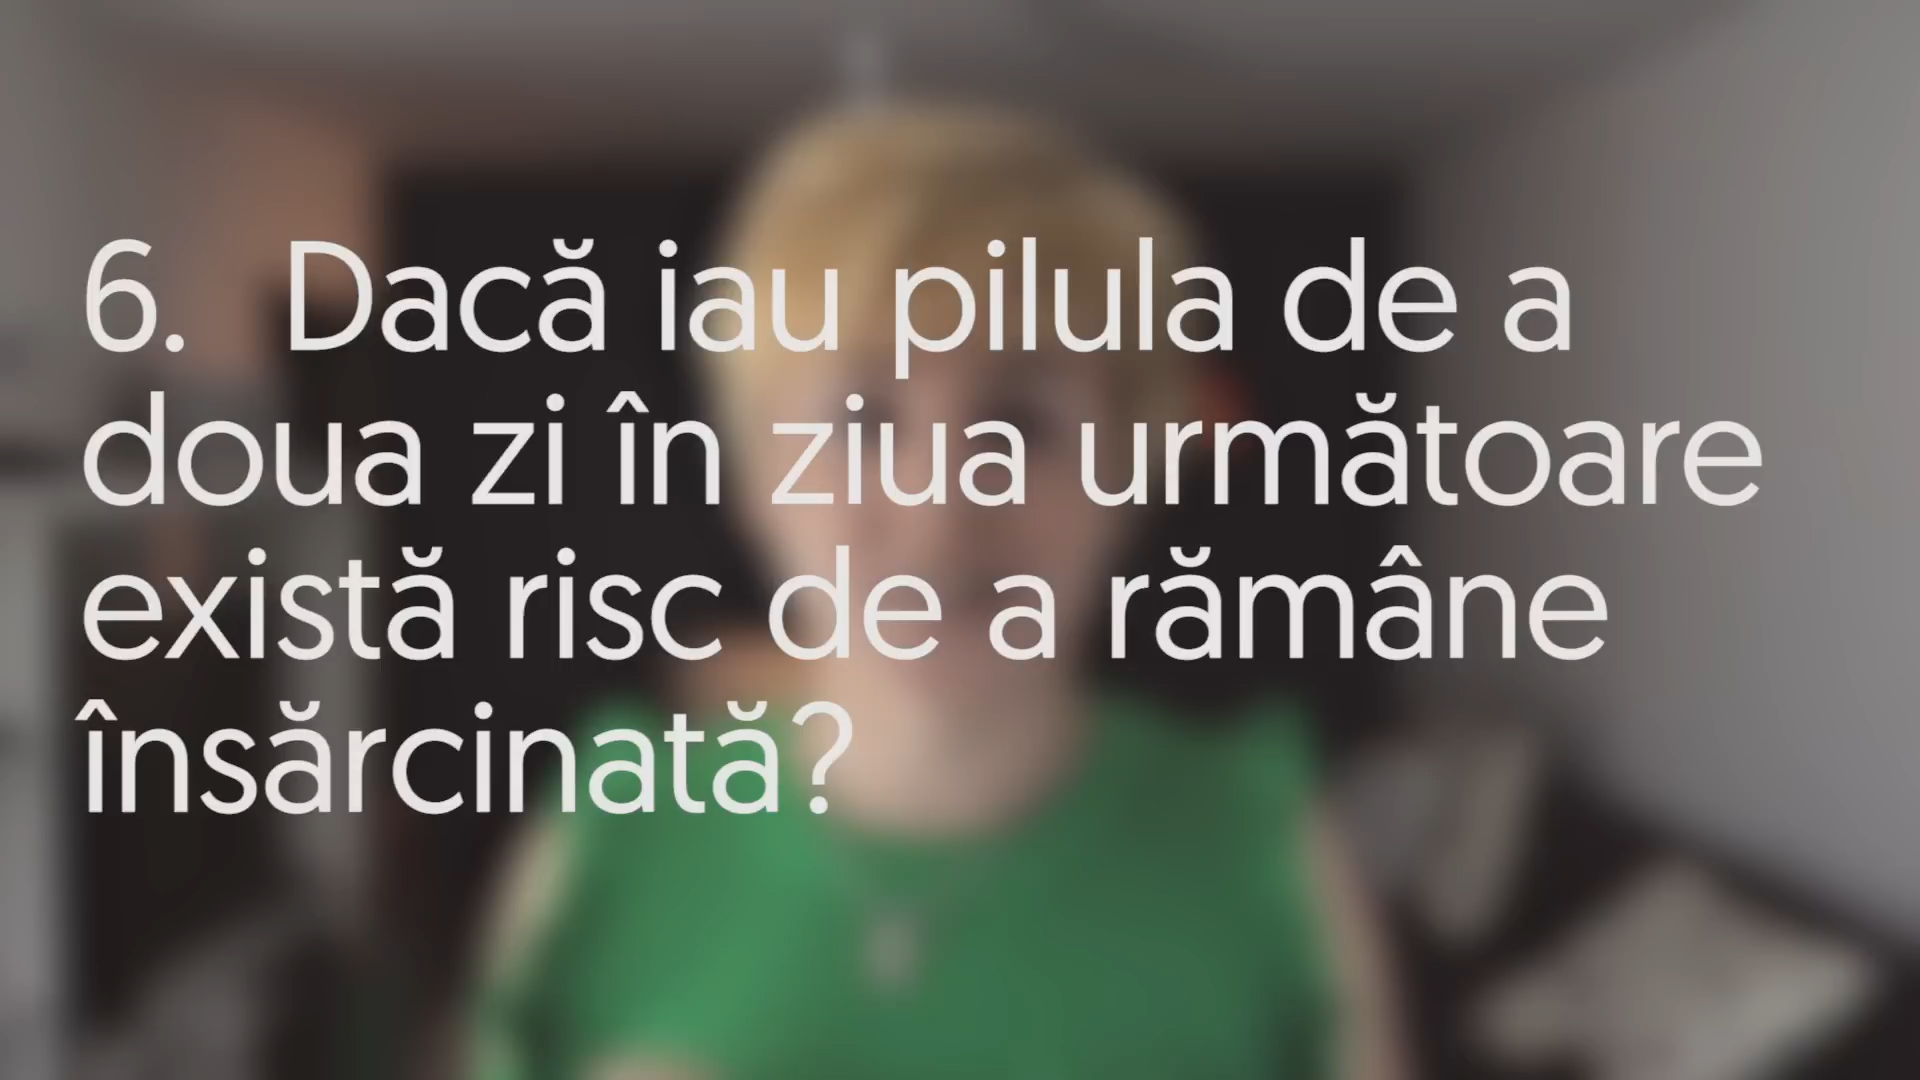 6. Dacă iau pilula de a
doua zi în ziua următoare
există risc de a rămâne
însărcinată?